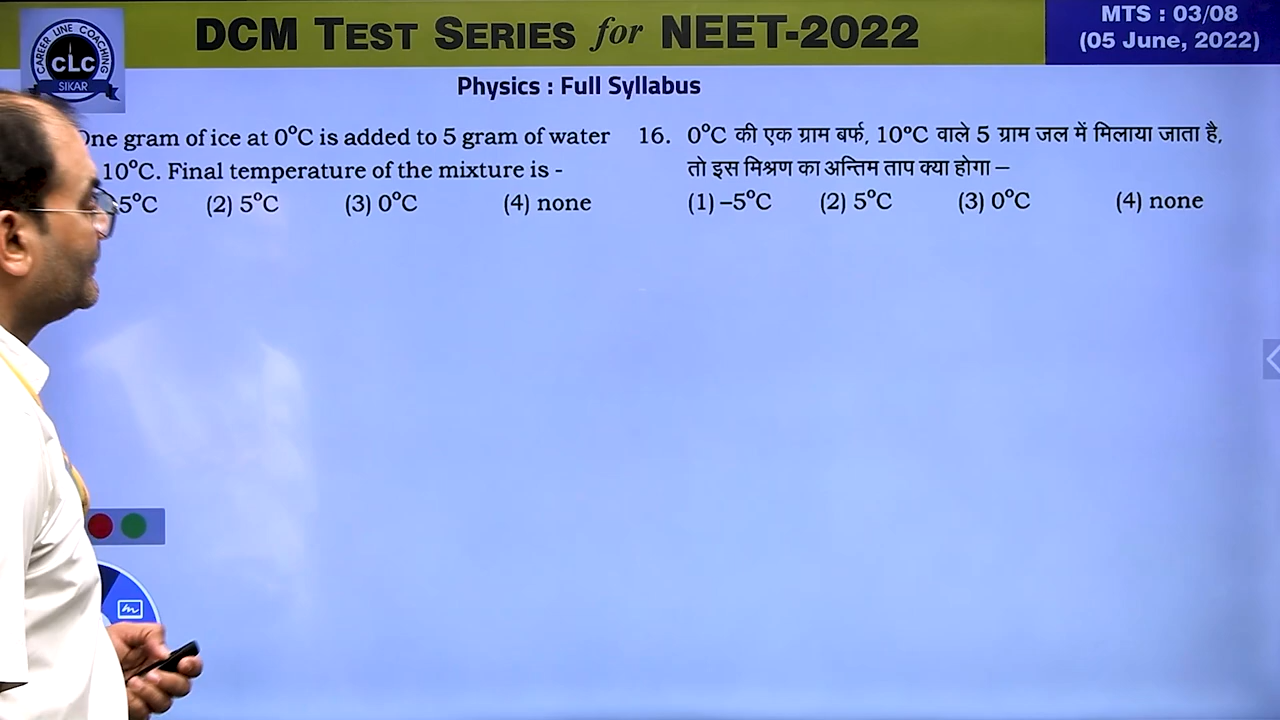 DCM TEST SERIES for NEET-2022
MTS : 03/08
(05 June, 2022)
CAREER LINE COACHING
CLC
SIKAR
Physics : Full Syllabus
One gram of ice at 0°C is added to 5 gram of water
10°C. Final temperature of the mixture is -
5°C (2) 5°C (3) 0°C (4) none
16. 0°C की एक ग्राम बर्फ, 10°C वाले 5 ग्राम जल में मिलाया जाता है,
तो इस मिश्रण का अन्तिम ताप क्या होगा –
(1) –5°C (2) 5°C (3) 0°C (4) none